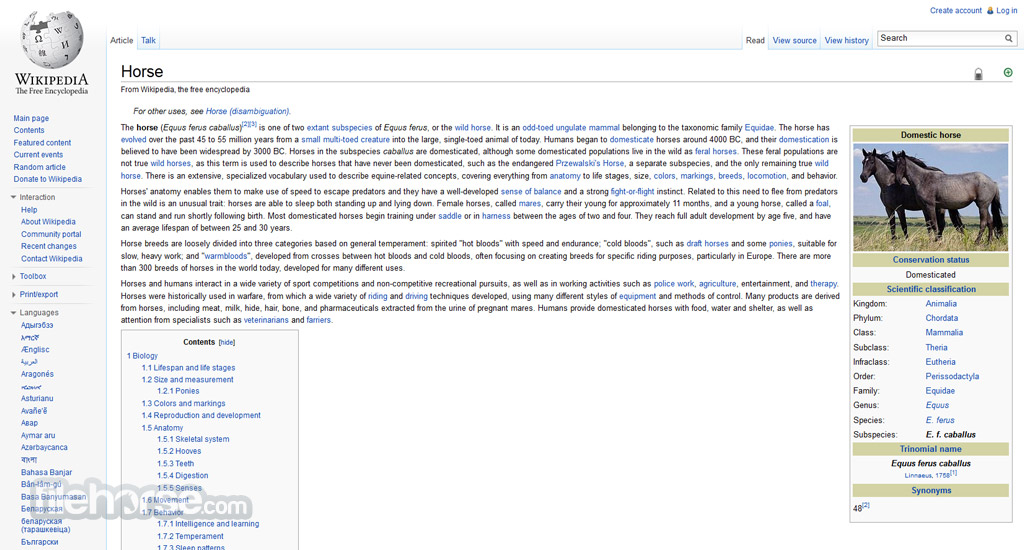 Create account Log in
WIKIPEDIA
The Free Encyclopedia
Article Talk
Read View source View history Search
Main page
Contents
Featured content
Current events
Random article
Donate to Wikipedia
Interaction
Help
About Wikipedia
Community portal
Recent changes
Contact Wikipedia
Toolbox
Print/export
Languages
Адыгэбзэ
አማርኛ
Ænglisc
العربية
Aragonés
Asturianu
Avañe'ẽ
Авар
Aymar aru
Azərbaycanca
বাংলা
Bahasa Banjar
Bân-lâm-gú
Basa Banyumasan
Беларуская
беларуская
(тарашкевіца)
Български
Horse
From Wikipedia, the free encyclopedia
For other uses, see Horse (disambiguation).
The horse (Equus ferus caballus)[2][3] is one of two extant subspecies of Equus ferus, or the wild horse. It is an odd-toed ungulate mammal belonging to the taxonomic family Equidae. The horse has
evolved over the past 45 to 55 million years from a small multi-toed creature into the large, single-toed animal of today. Humans began to domesticate horses around 4000 BC, and their domestication is
believed to have been widespread by 3000 BC. Horses in the subspecies caballus are domesticated, although some domesticated populations live in the wild as feral horses. These feral populations are
not true wild horses, as this term is used to describe horses that have never been domesticated, such as the endangered Przewalski's Horse, a separate subspecies, and the only remaining true wild
horse. There is an extensive, specialized vocabulary used to describe equine-related concepts, covering everything from anatomy to life stages, size, colors, markings, breeds, locomotion, and behavior.
Horses' anatomy enables them to make use of speed to escape predators and they have a well-developed sense of balance and a strong fight-or-flight instinct. Related to this need to flee from predators
in the wild is an unusual trait: horses are able to sleep both standing up and lying down. Female horses, called mares, carry their young for approximately 11 months, and a young horse, called a foal,
can stand and run shortly following birth. Most domesticated horses begin training under saddle or in harness between the ages of two and four. They reach full adult development by age five, and have
an average lifespan of between 25 and 30 years.
Horse breeds are loosely divided into three categories based on general temperament: spirited "hot bloods" with speed and endurance; "cold bloods", such as draft horses and some ponies, suitable for
slow, heavy work; and "warmbloods", developed from crosses between hot bloods and cold bloods, often focusing on creating breeds for specific riding purposes, particularly in Europe. There are more
than 300 breeds of horses in the world today, developed for many different uses.
Horses and humans interact in a wide variety of sport competitions and non-competitive recreational pursuits, as well as in working activities such as police work, agriculture, entertainment, and therapy.
Horses were historically used in warfare, from which a wide variety of riding and driving techniques developed, using many different styles of equipment and methods of control. Many products are derived
from horses, including meat, milk, hide, hair, bone, and pharmaceuticals extracted from the urine of pregnant mares. Humans provide domesticated horses with food, water and shelter, as well as
attention from specialists such as veterinarians and farriers.
Contents [hide]
1 Biology
1.1 Lifespan and life stages
1.2 Size and measurement
1.2.1 Ponies
1.3 Colors and markings
1.4 Reproduction and development
1.5 Anatomy
1.5.1 Skeletal system
1.5.2 Hooves
1.5.3 Teeth
1.5.4 Digestion
1.5.5 Senses
1.6 Movement
1.7 Behavior
1.7.1 Intelligence and learning
1.7.2 Temperament
1.7.3 Sleep patterns
Domestic horse
Conservation status
Domesticated
Scientific classification
Kingdom: Animalia
Phylum: Chordata
Class: Mammalia
Subclass: Theria
Infraclass: Eutheria
Order: Perissodactyla
Family: Equidae
Genus: Equus
Species: E. ferus
Subspecies: E. f. caballus
Trinomial name
Equus ferus caballus
Linnaeus, 1758[1]
Synonyms
48[2]
filehorse.com